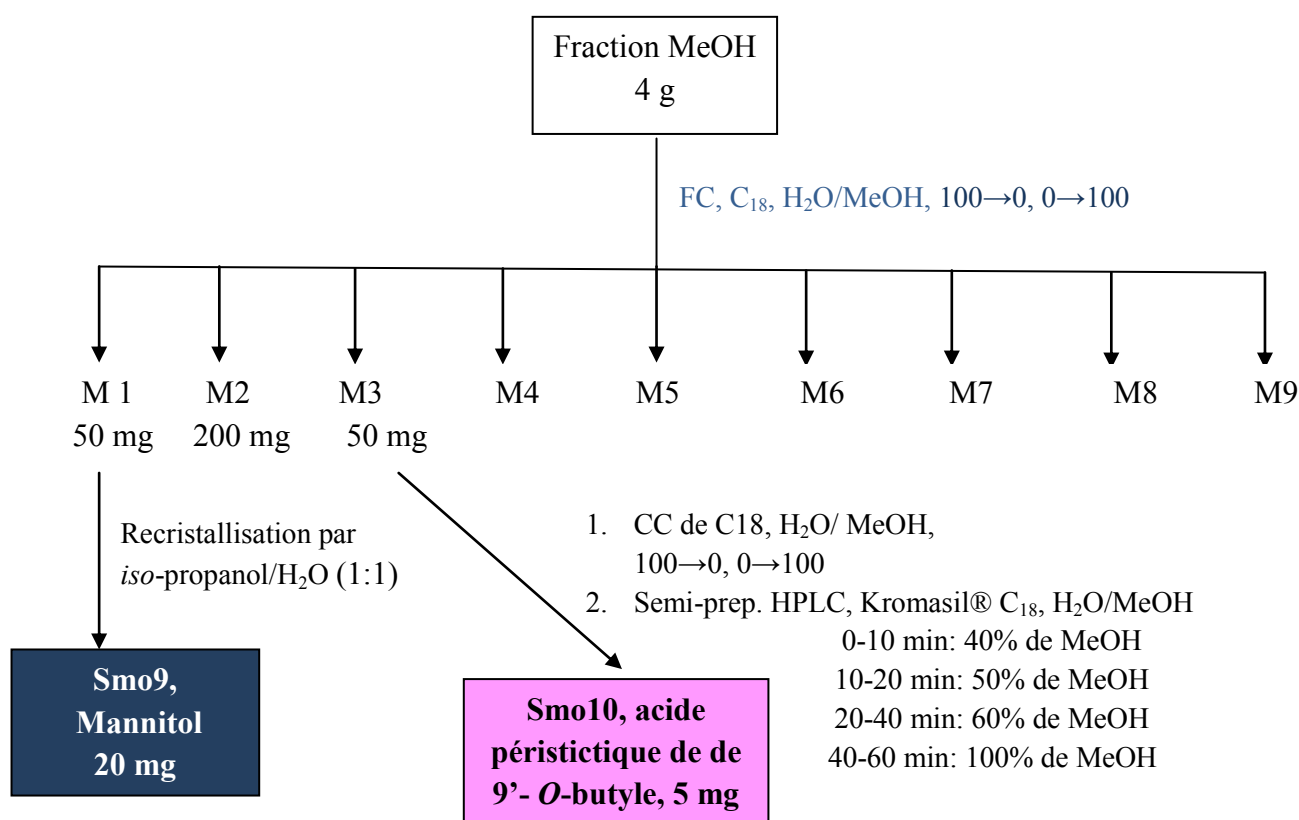 Fraction MeOH
4 g
FC, C₁₈, H₂O/MeOH, 100→0, 0→100
M 1 M2 M3 M4 M5 M6 M7 M8 M9
50 mg 200 mg 50 mg
Recristallisation par
iso-propanol/H₂O (1:1)
1. CC de C18, H₂O/ MeOH,
100→0, 0→100
2. Semi-prep. HPLC, Kromasil® C₁₈, H₂O/MeOH
0-10 min: 40% de MeOH
10-20 min: 50% de MeOH
20-40 min: 60% de MeOH
40-60 min: 100% de MeOH
Smo9,
Mannitol
20 mg
Smo10, acide
péristictique de de
9’- O-butyle, 5 mg